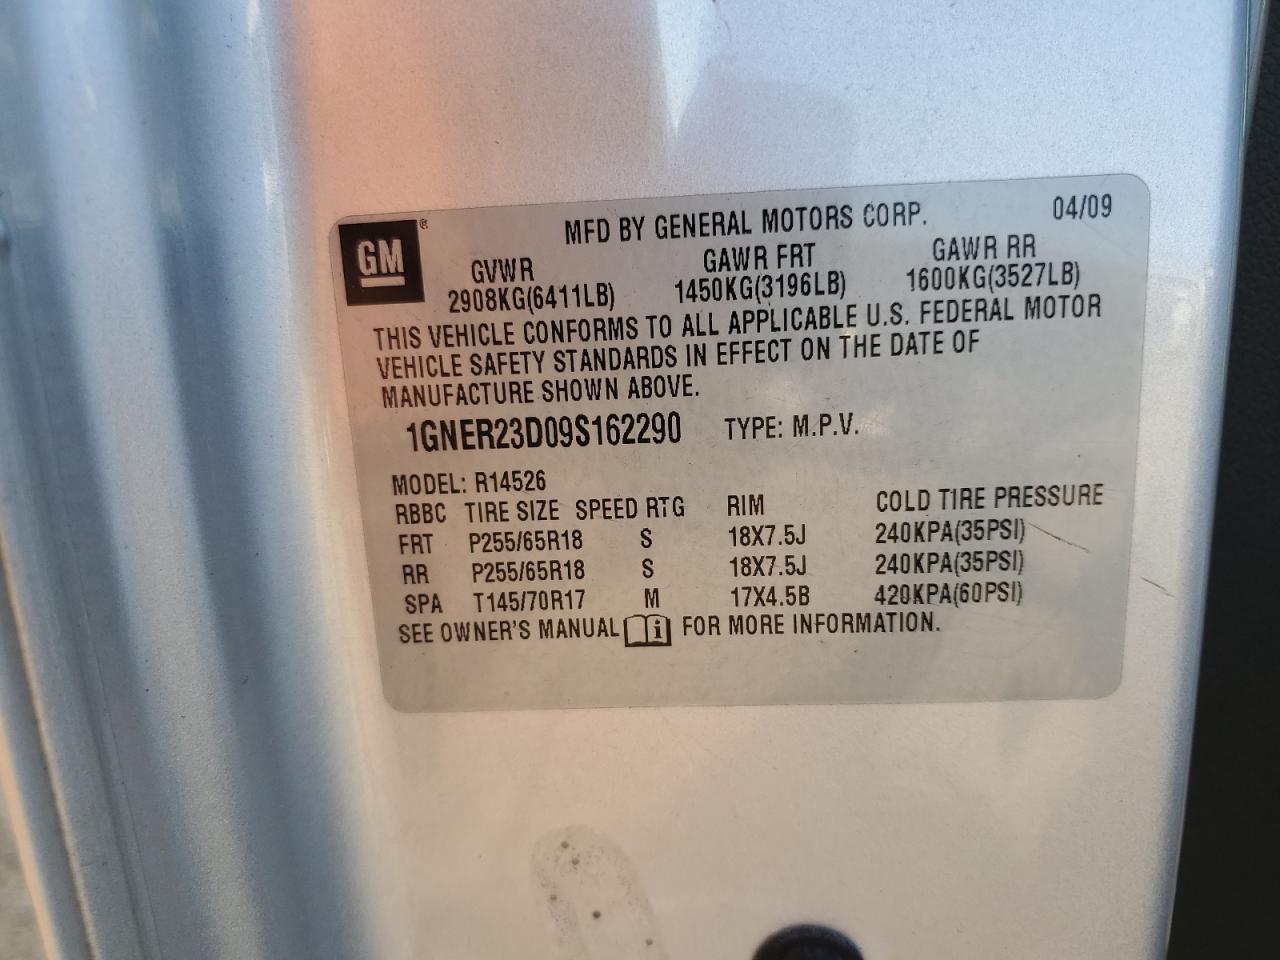 GM®
MFD BY GENERAL MOTORS CORP. 04/09
GVWR GAWR FRT GAWR RR
2908KG(6411LB) 1450KG(3196LB) 1600KG(3527LB)
THIS VEHICLE CONFORMS TO ALL APPLICABLE U.S. FEDERAL MOTOR
VEHICLE SAFETY STANDARDS IN EFFECT ON THE DATE OF
MANUFACTURE SHOWN ABOVE.
1GNER23D09S162290 TYPE: M.P.V.
MODEL: R14526
RBBC TIRE SIZE SPEED RTG RIM COLD TIRE PRESSURE
FRT P255/65R18 S 18X7.5J 240KPA(35PSI)
RR P255/65R18 S 18X7.5J 240KPA(35PSI)
SPA T145/70R17 M 17X4.5B 420KPA(60PSI)
SEE OWNER'S MANUAL i FOR MORE INFORMATION.